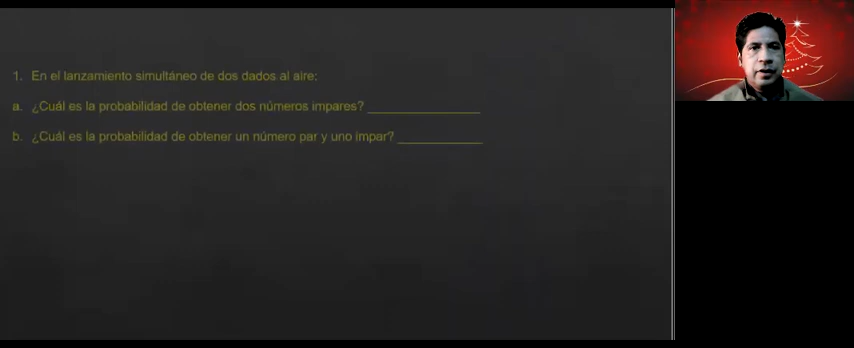 1. En el lanzamiento simultáneo de dos dados al aire:
a. ¿Cuál es la probabilidad de obtener dos números impares? ________________
b. ¿Cuál es la probabilidad de obtener un número par y uno impar? ____________